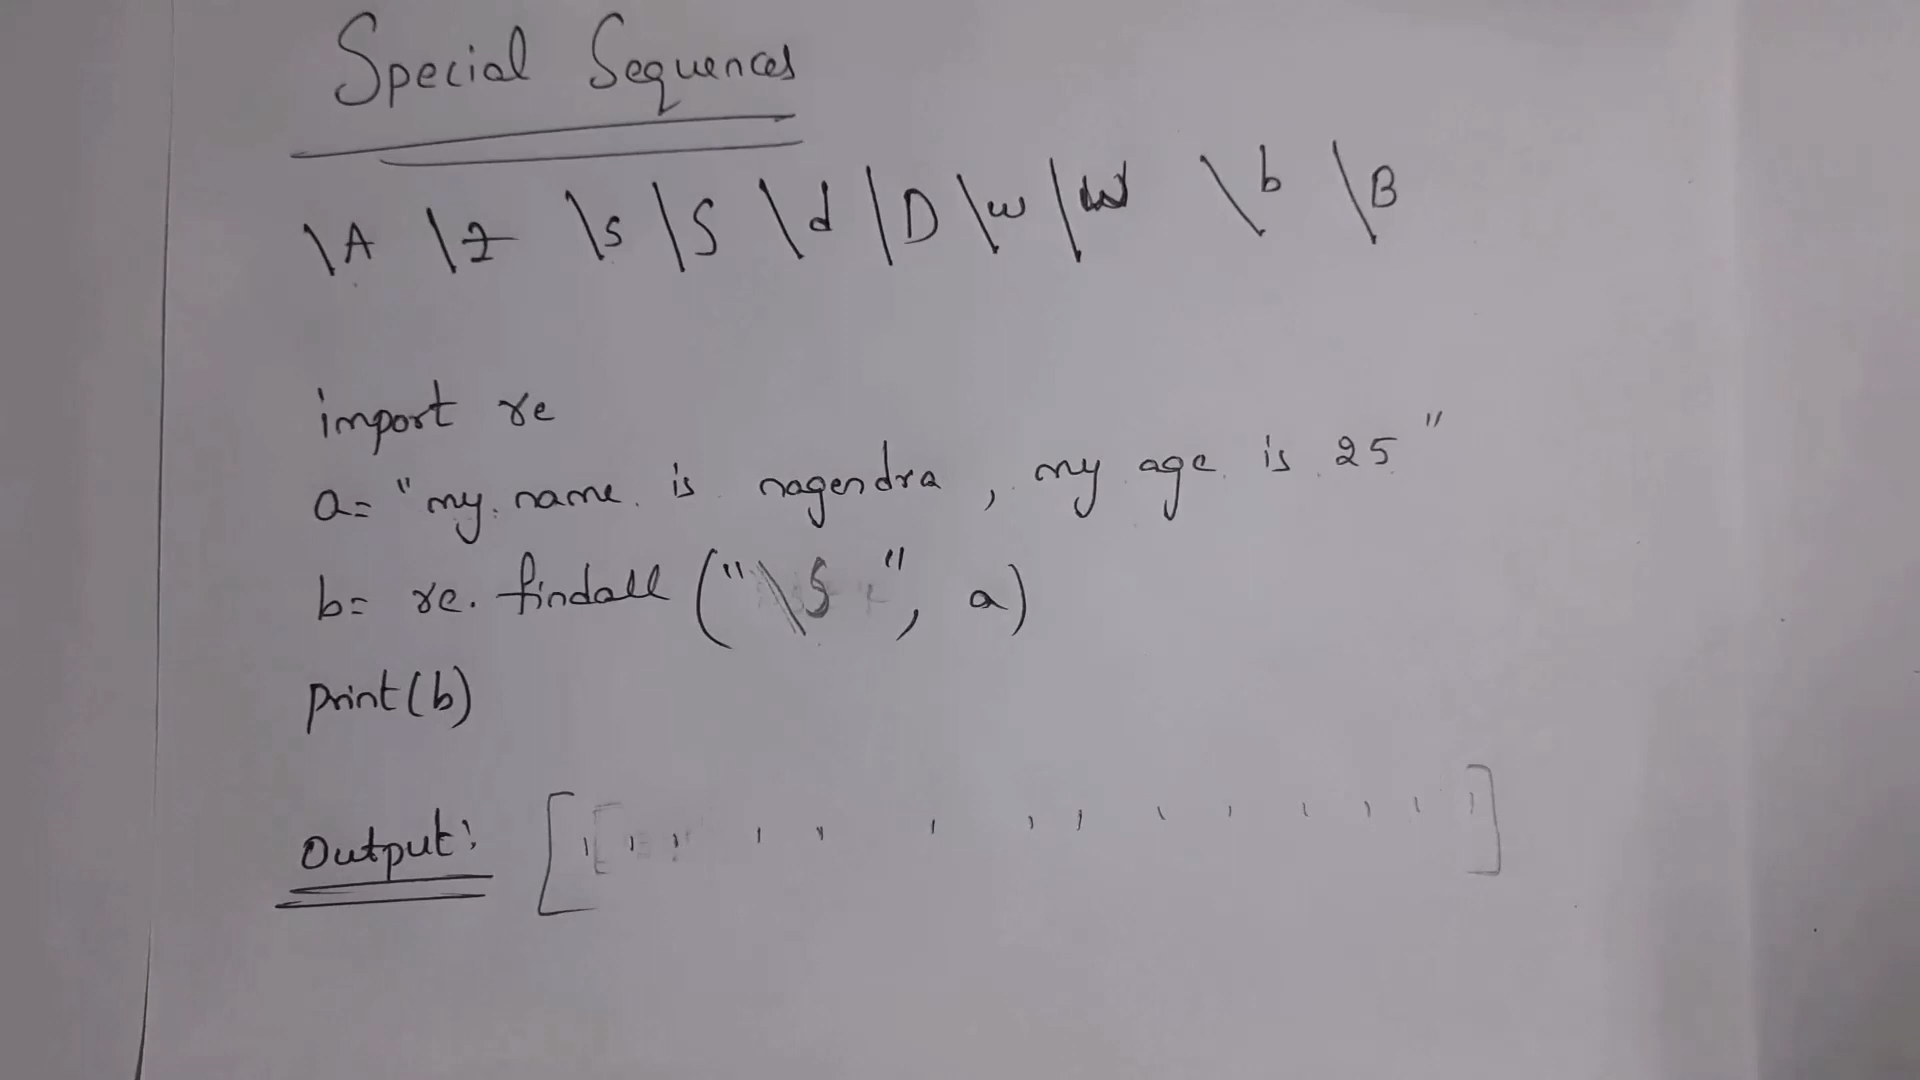 Special Sequences
\A \Z \s \S \d \D \w \W \b \B
import re
a= "my name is nagendra, my age is 25"
b= re.findall("\S", a)
print(b)
Output: [ ' ' ' ' ' ' ' ' ' ' ' ' ' ' ]